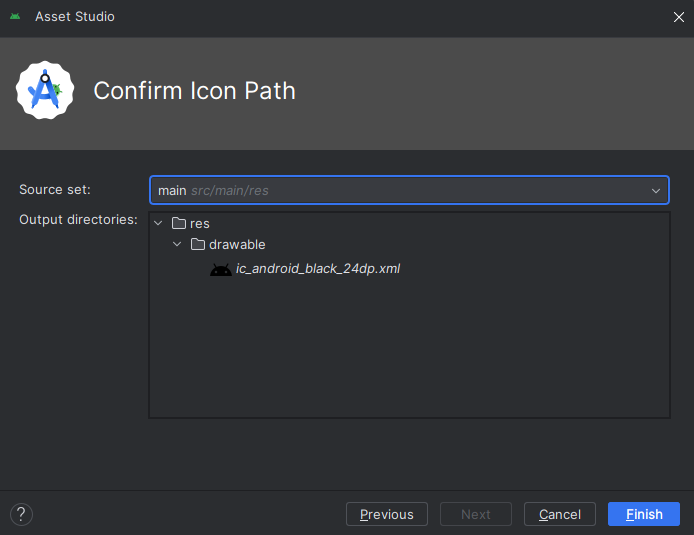 Asset Studio
Confirm Icon Path
Source set:
main src/main/res
Output directories:
res
drawable
ic_android_black_24dp.xml
?
Previous
Next
Cancel
Finish